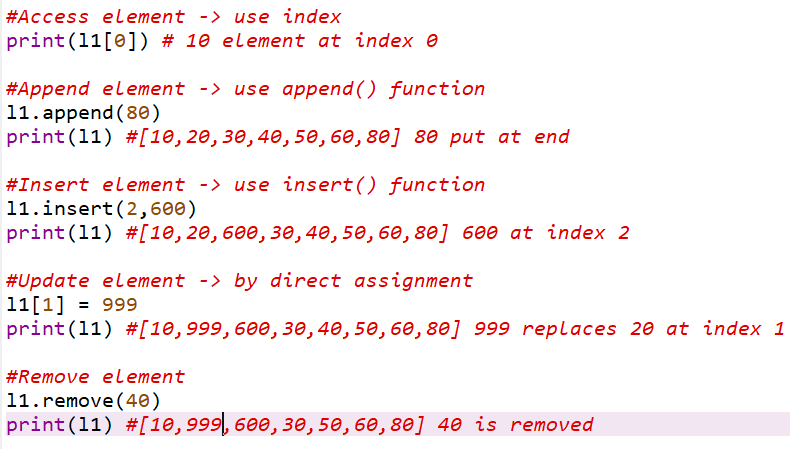 #Access element -> use index
print(l1[0]) # 10 element at index 0
#Append element -> use append() function
l1.append(80)
print(l1) #[10,20,30,40,50,60,80] 80 put at end
#Insert element -> use insert() function
l1.insert(2,600)
print(l1) #[10,20,600,30,40,50,60,80] 600 at index 2
#Update element -> by direct assignment
l1[1] = 999
print(l1) #[10,999,600,30,40,50,60,80] 999 replaces 20 at index 1
#Remove element
l1.remove(40)
print(l1) #[10,999,600,30,50,60,80] 40 is removed